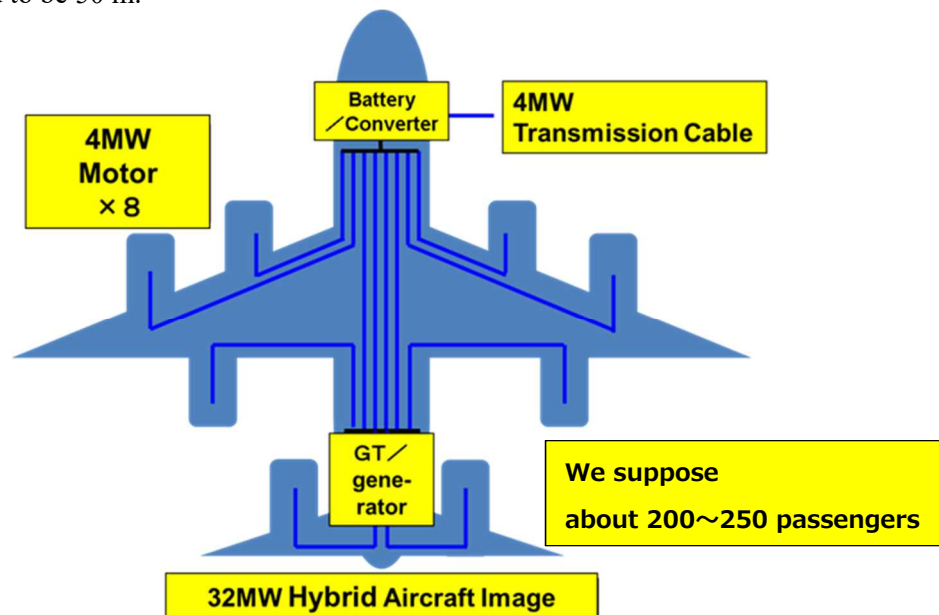 Battery
／Converter
4MW
Transmission Cable
4MW
Motor
×８
GT／
gene-
rator
We suppose
about 200～250 passengers
32MW Hybrid Aircraft Image